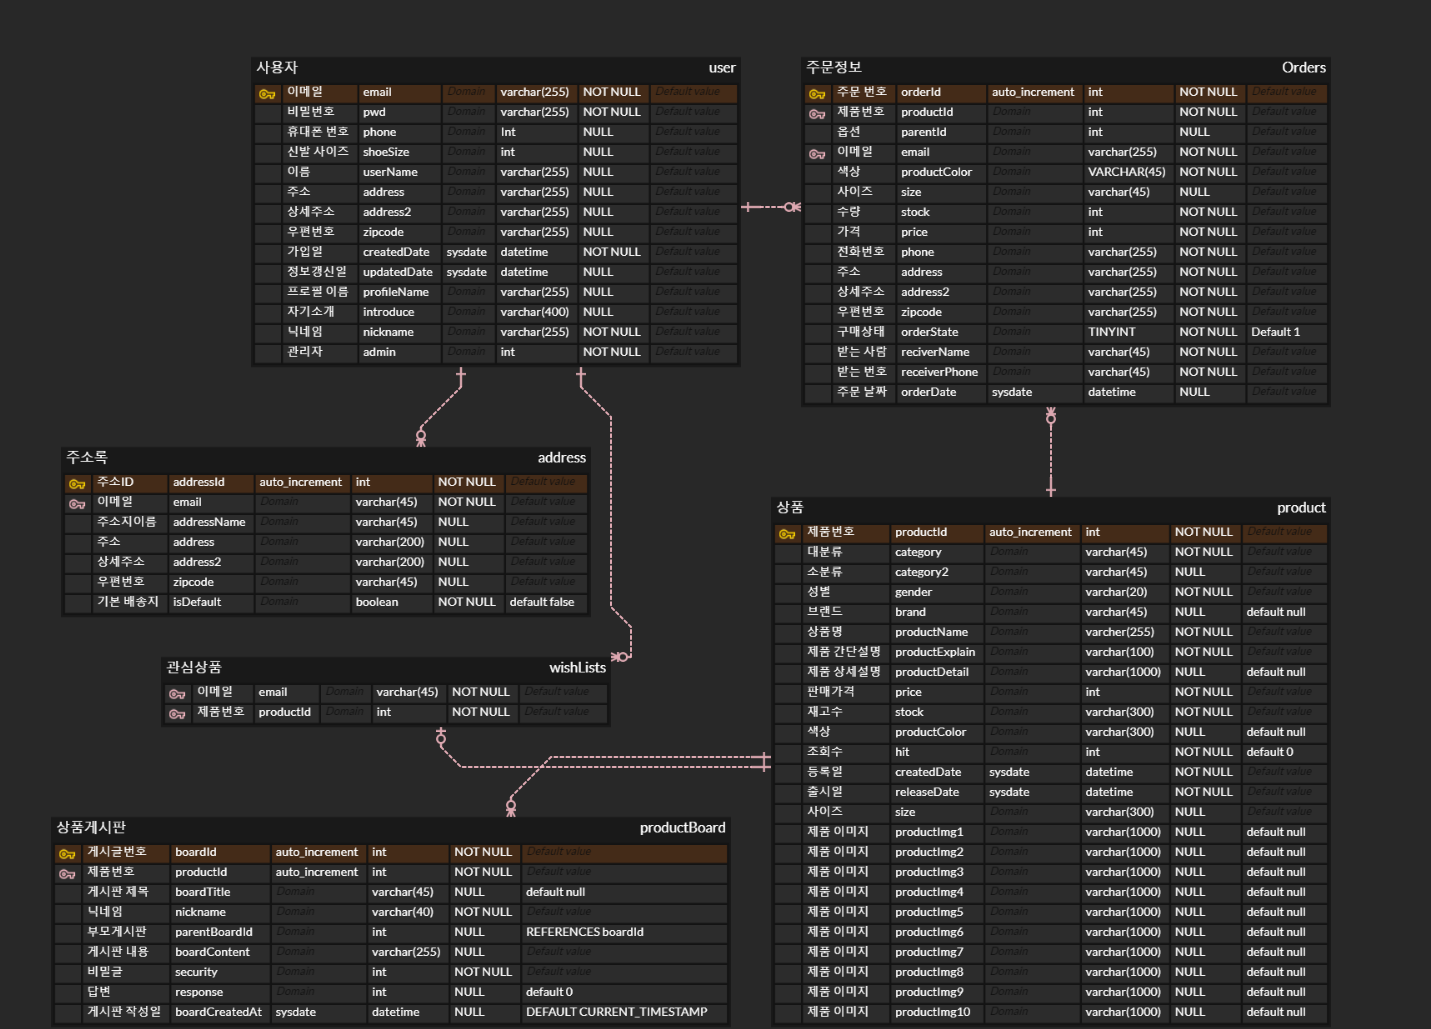 사용자 user
이메일 email Domain varchar(255) NOT NULL Default value
비밀번호 pwd Domain varchar(255) NOT NULL Default value
휴대폰 번호 phone Domain Int NULL Default value
신발 사이즈 shoeSize Domain int NULL Default value
이름 userName Domain varchar(255) NULL Default value
주소 address Domain varchar(255) NULL Default value
상세주소 address2 Domain varchar(255) NULL Default value
우편번호 zipcode Domain varchar(255) NULL Default value
가입일 createdDate sysdate datetime NOT NULL Default value
정보갱신일 updatedDate sysdate datetime NULL Default value
프로필 이름 profileName Domain varchar(255) NULL Default value
자기소개 introduce Domain varchar(400) NULL Default value
닉네임 nickname Domain varchar(255) NOT NULL Default value
관리자 admin Domain int NOT NULL Default value
주문정보 Orders
주문 번호 orderId auto_increment int NOT NULL Default value
제품번호 productId Domain int NOT NULL Default value
옵션 parentId Domain int NULL Default value
이메일 email Domain varchar(255) NOT NULL Default value
색상 productColor Domain VARCHAR(45) NOT NULL Default value
사이즈 size Domain varchar(45) NULL Default value
수량 stock Domain int NOT NULL Default value
가격 price Domain int NOT NULL Default value
전화번호 phone Domain varchar(255) NOT NULL Default value
주소 address Domain varchar(255) NOT NULL Default value
상세주소 address2 Domain varchar(255) NOT NULL Default value
우편번호 zipcode Domain varchar(255) NOT NULL Default value
구매상태 orderState Domain TINYINT NOT NULL Default 1
받는 사람 reciverName Domain varchar(45) NOT NULL Default value
받는 번호 receiverPhone Domain varchar(45) NOT NULL Default value
주문 날짜 orderDate sysdate datetime NULL Default value
주소록 address
주소ID addressId auto_increment int NOT NULL Default value
이메일 email Domain varchar(45) NOT NULL Default value
주소지이름 addressName Domain varchar(45) NULL Default value
주소 address Domain varchar(200) NULL Default value
상세주소 address2 Domain varchar(200) NULL Default value
우편번호 zipcode Domain varchar(45) NULL Default value
기본 배송지 isDefault Domain boolean NOT NULL default false
관심상품 wishLists
이메일 email Domain varchar(45) NOT NULL Default value
제품번호 productId Domain int NOT NULL Default value
상품 product
제품번호 productId auto_increment int NOT NULL Default value
대분류 category Domain varchar(45) NOT NULL Default value
소분류 category2 Domain varchar(45) NULL Default value
성별 gender Domain varchar(20) NOT NULL Default value
브랜드 brand Domain varchar(45) NULL default null
상품명 productName Domain varcher(255) NOT NULL Default value
제품 간단설명 productExplain Domain varchar(100) NOT NULL Default value
제품 상세설명 productDetail Domain varchar(1000) NULL default null
판매가격 price Domain int NOT NULL Default value
재고수 stock Domain varchar(300) NOT NULL Default value
색상 productColor Domain varchar(300) NULL default null
조회수 hit Domain int NOT NULL default 0
등록일 createdDate sysdate datetime NOT NULL Default value
출시일 releaseDate sysdate datetime NOT NULL Default value
사이즈 size Domain varchar(300) NULL Default value
제품 이미지 productImg1 Domain varchar(1000) NULL default null
제품 이미지 productImg2 Domain varchar(1000) NULL default null
제품 이미지 productImg3 Domain varchar(1000) NULL default null
제품 이미지 productImg4 Domain varchar(1000) NULL default null
제품 이미지 productImg5 Domain varchar(1000) NULL default null
제품 이미지 productImg6 Domain varchar(1000) NULL default null
제품 이미지 productImg7 Domain varchar(1000) NULL default null
제품 이미지 productImg8 Domain varchar(1000) NULL default null
제품 이미지 productImg9 Domain varchar(1000) NULL default null
제품 이미지 productImg10 Domain varchar(1000) NULL default null
상품게시판 productBoard
게시글번호 boardId auto_increment int NOT NULL Default value
제품번호 productId auto_increment int NOT NULL Default value
게시판 제목 boardTitle Domain varchar(45) NULL default null
닉네임 nickname Domain varchar(40) NOT NULL Default value
부모게시판 parentBoardId Domain int NULL REFERENCES boardId
게시판 내용 boardContent Domain varchar(255) NULL Default value
비밀글 security Domain int NOT NULL Default value
답변 response Domain int NULL default 0
게시판 작성일 boardCreatedAt sysdate datetime NULL DEFAULT CURRENT_TIMESTAMP